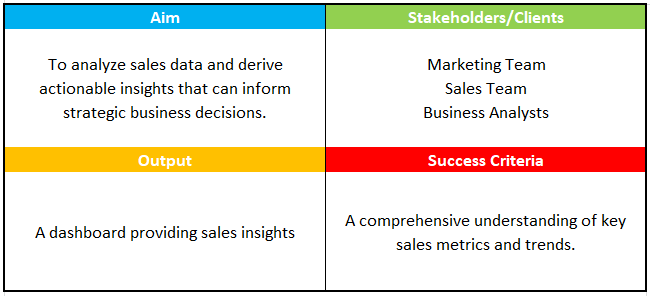 Aim
Stakeholders/Clients
To analyze sales data and derive
actionable insights that can inform
strategic business decisions.
Marketing Team
Sales Team
Business Analysts
Output
Success Criteria
A dashboard providing sales insights
A comprehensive understanding of key
sales metrics and trends.